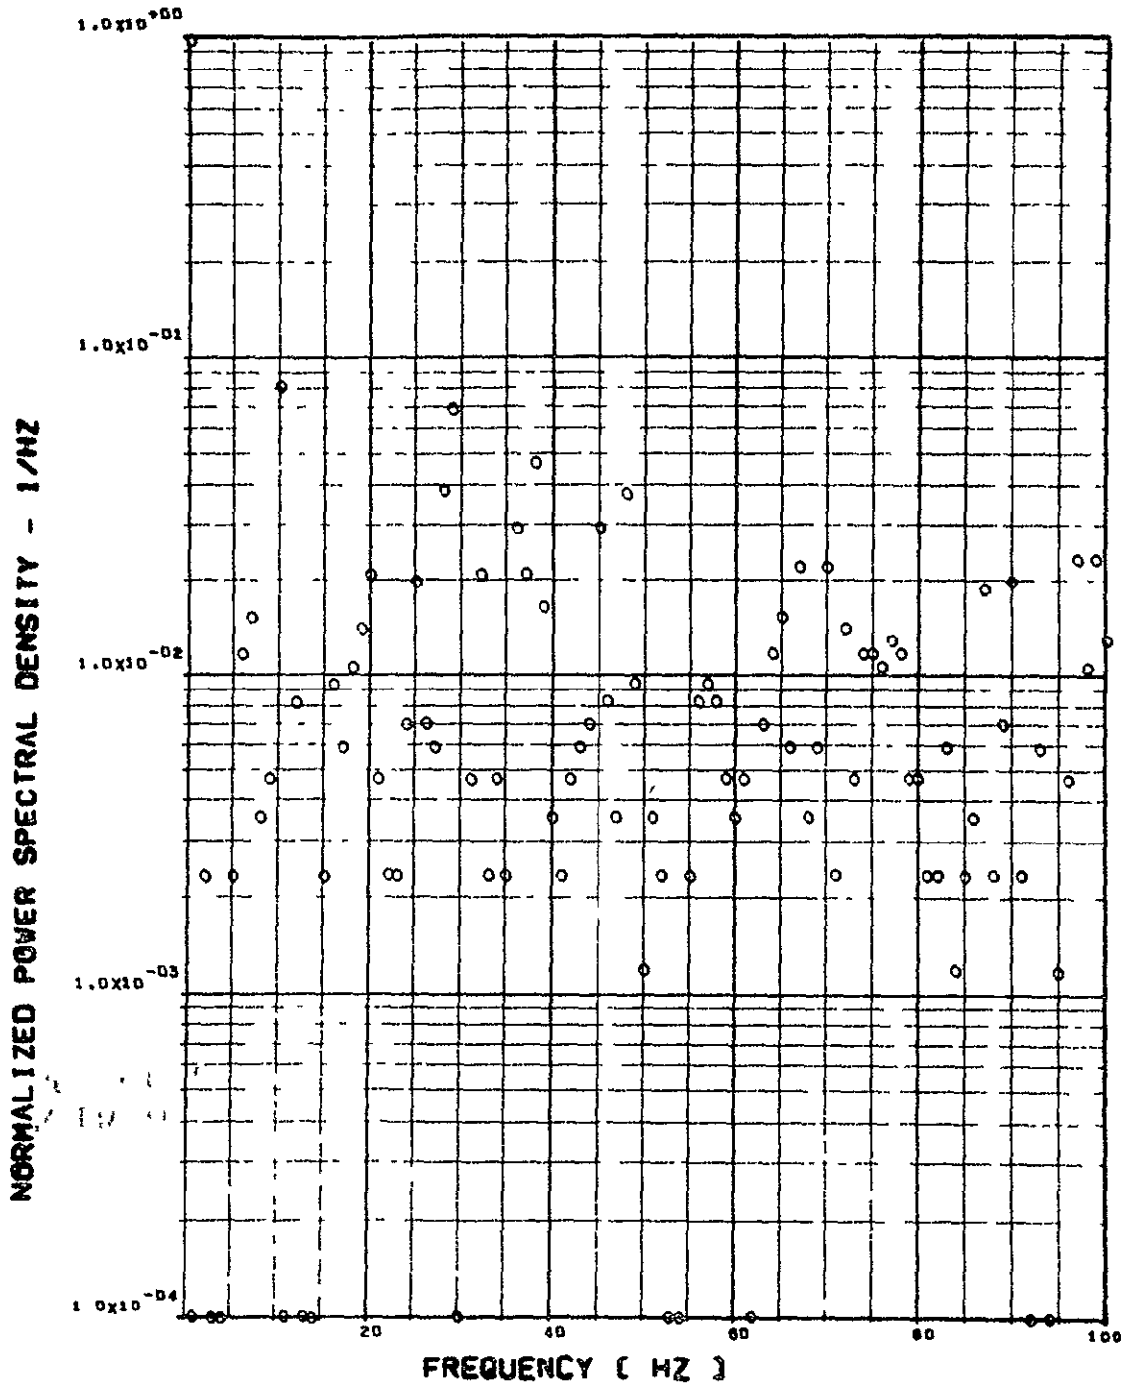 1.0x10+00
1.0x10-01
1.0x10-02
1.0x10-03
1 0x10-04
NORMALIZED POWER SPECTRAL DENSITY - 1/HZ
20 40 60 80 100
FREQUENCY [ HZ ]